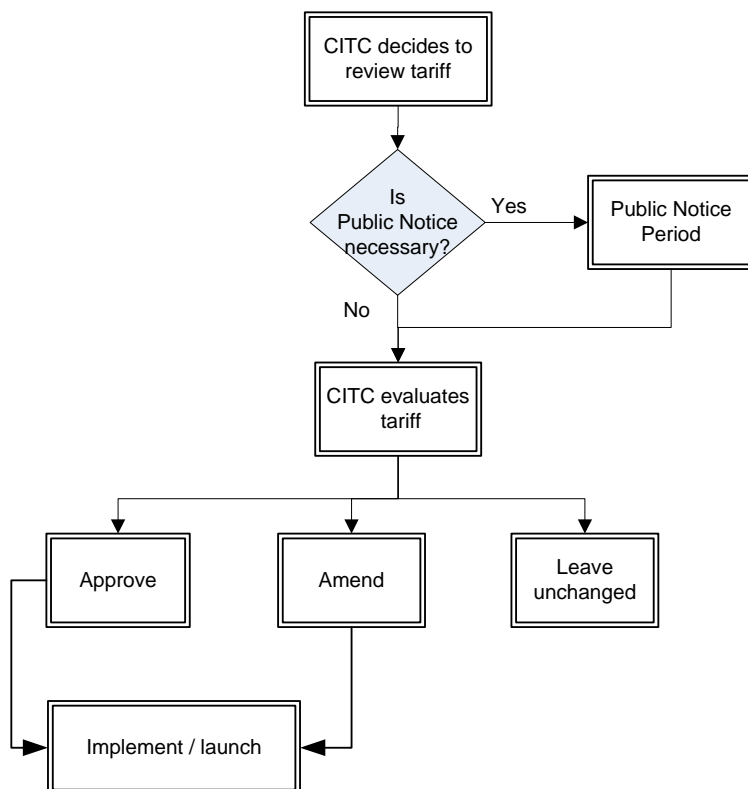 CITC decides to
review tariff
Is
Public Notice
necessary?
Yes
Public Notice
Period
No
CITC evaluates
tariff
Approve
Amend
Leave
unchanged
Implement / launch